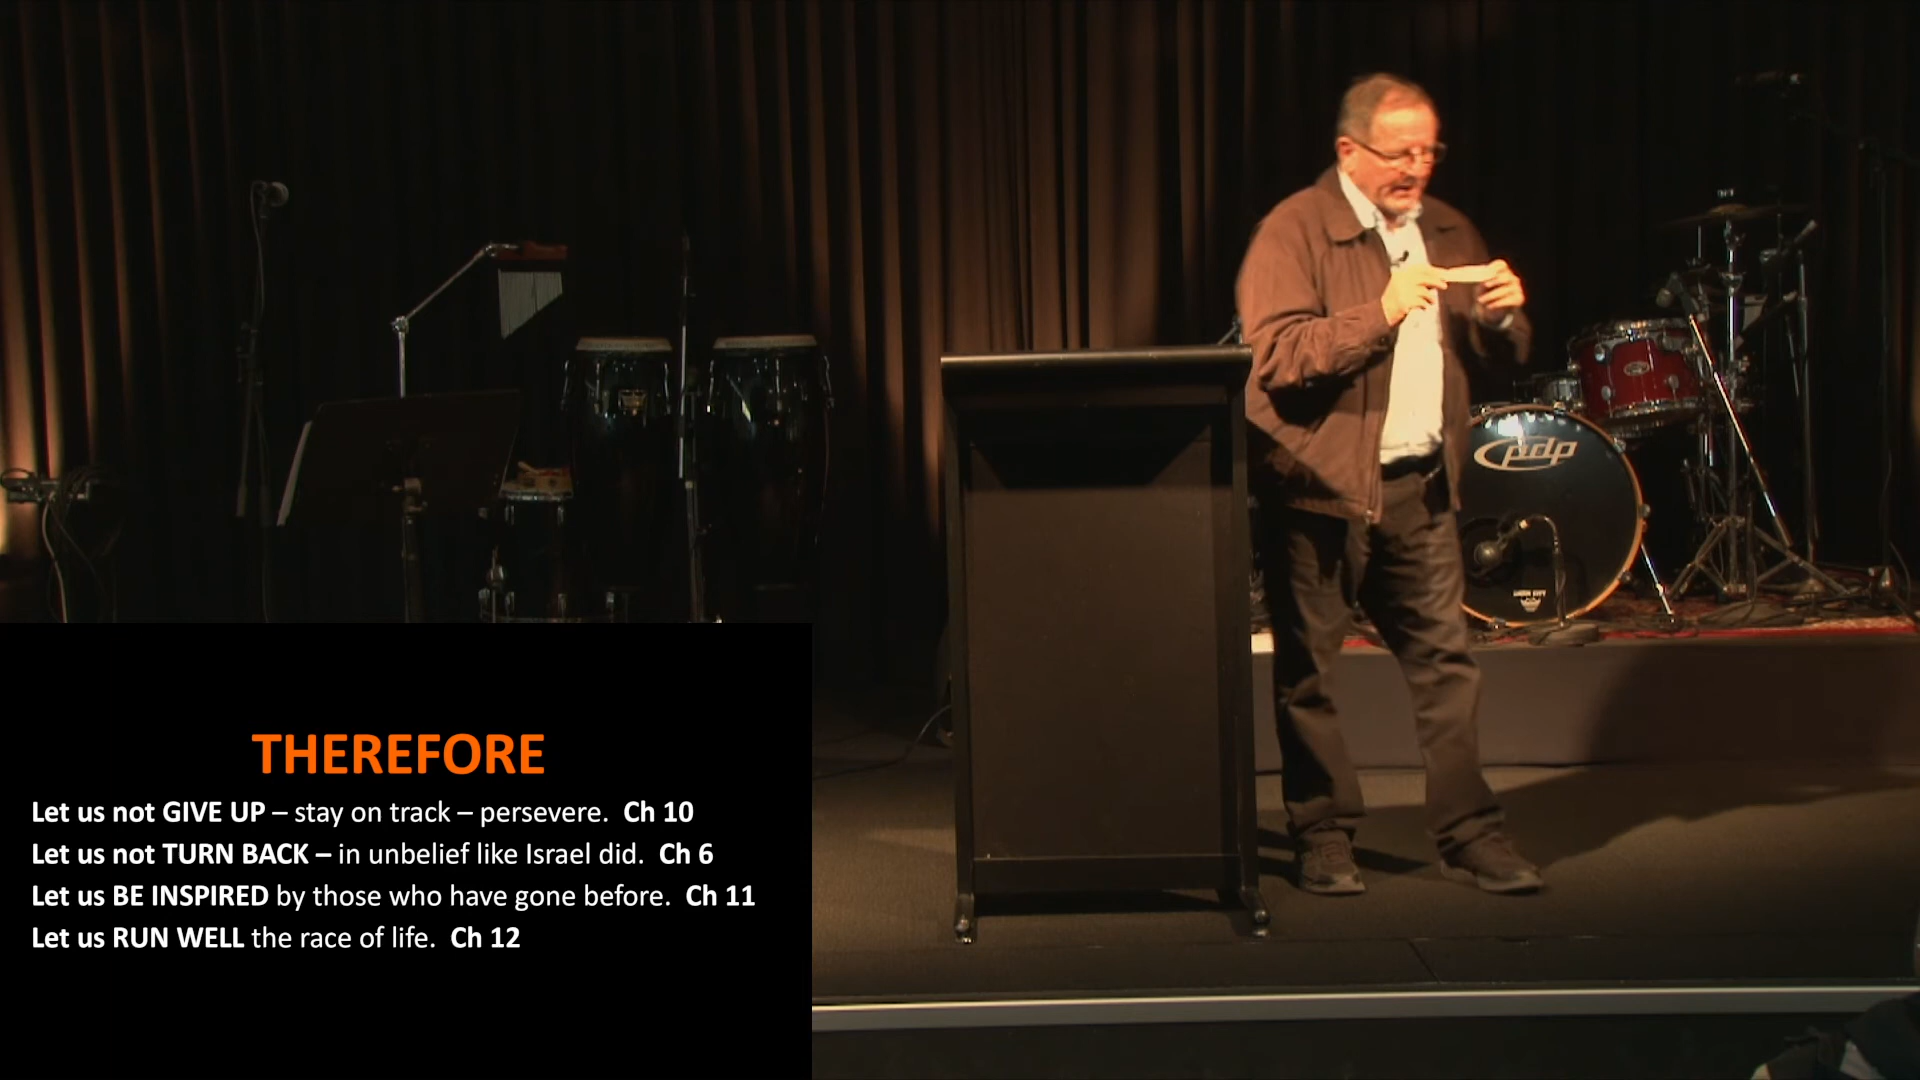 pdp
THEREFORE
Let us not GIVE UP – stay on track – persevere.  Ch 10
Let us not TURN BACK – in unbelief like Israel did.  Ch 6
Let us BE INSPIRED by those who have gone before.  Ch 11
Let us RUN WELL the race of life.  Ch 12